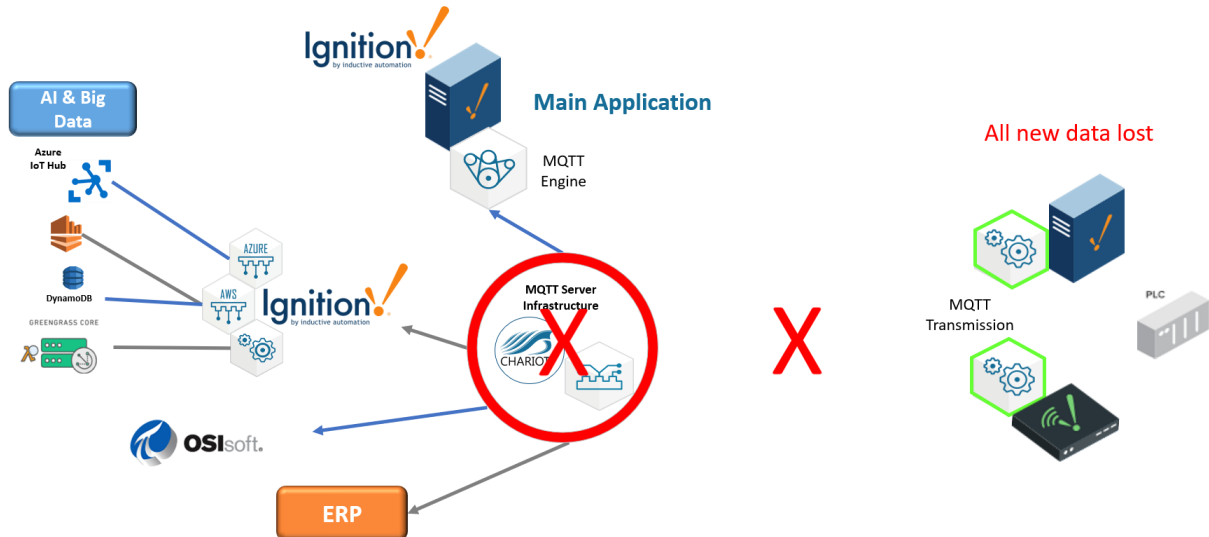 Ignition!
by inductive automation
Main Application
MQTT
Engine
AI & Big
Data
Azure
IoT Hub
DynamoDB
GREENGRASS CORE
AZURE
AWS
Ignition!
by inductive automation
MQTT Server
Infrastructure
X
CHARIOT
X
All new data lost
MQTT
Transmission
PLC
OSIsoft.
ERP